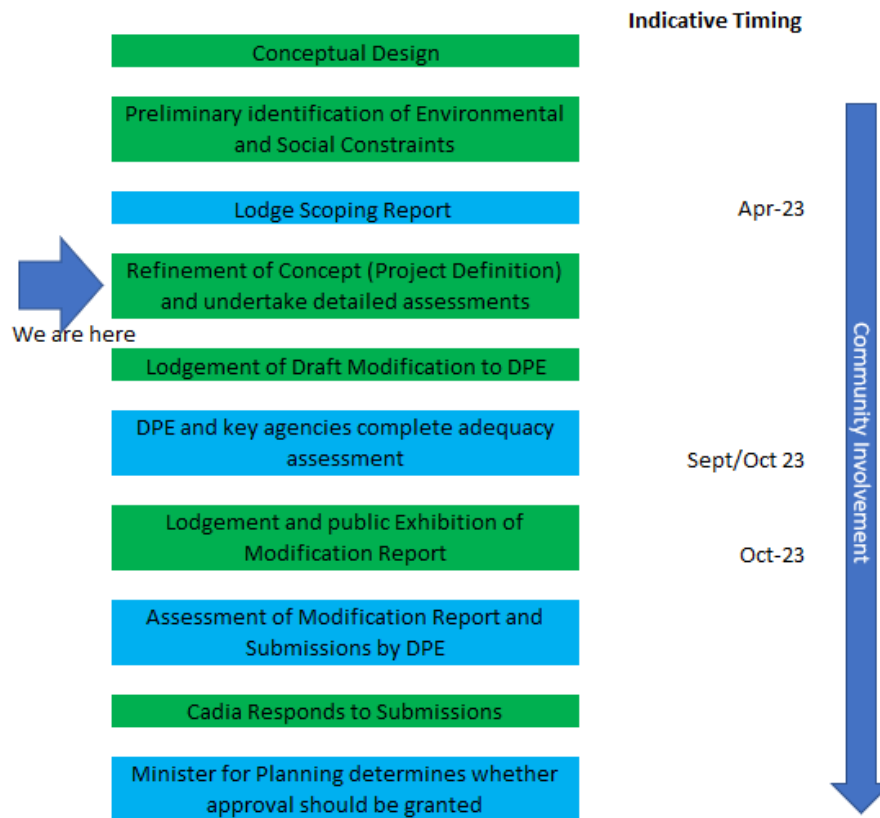 Indicative Timing
Conceptual Design
Preliminary identification of Environmental
and Social Constraints
Lodge Scoping Report
Apr-23
Refinement of Concept (Project Definition)
and undertake detailed assessments
We are here
Lodgement of Draft Modification to DPE
DPE and key agencies complete adequacy
assessment
Sept/Oct 23
Lodgement and public Exhibition of
Modification Report
Oct-23
Assessment of Modification Report and
Submissions by DPE
Cadia Responds to Submissions
Minister for Planning determines whether
approval should be granted
Community Involvement